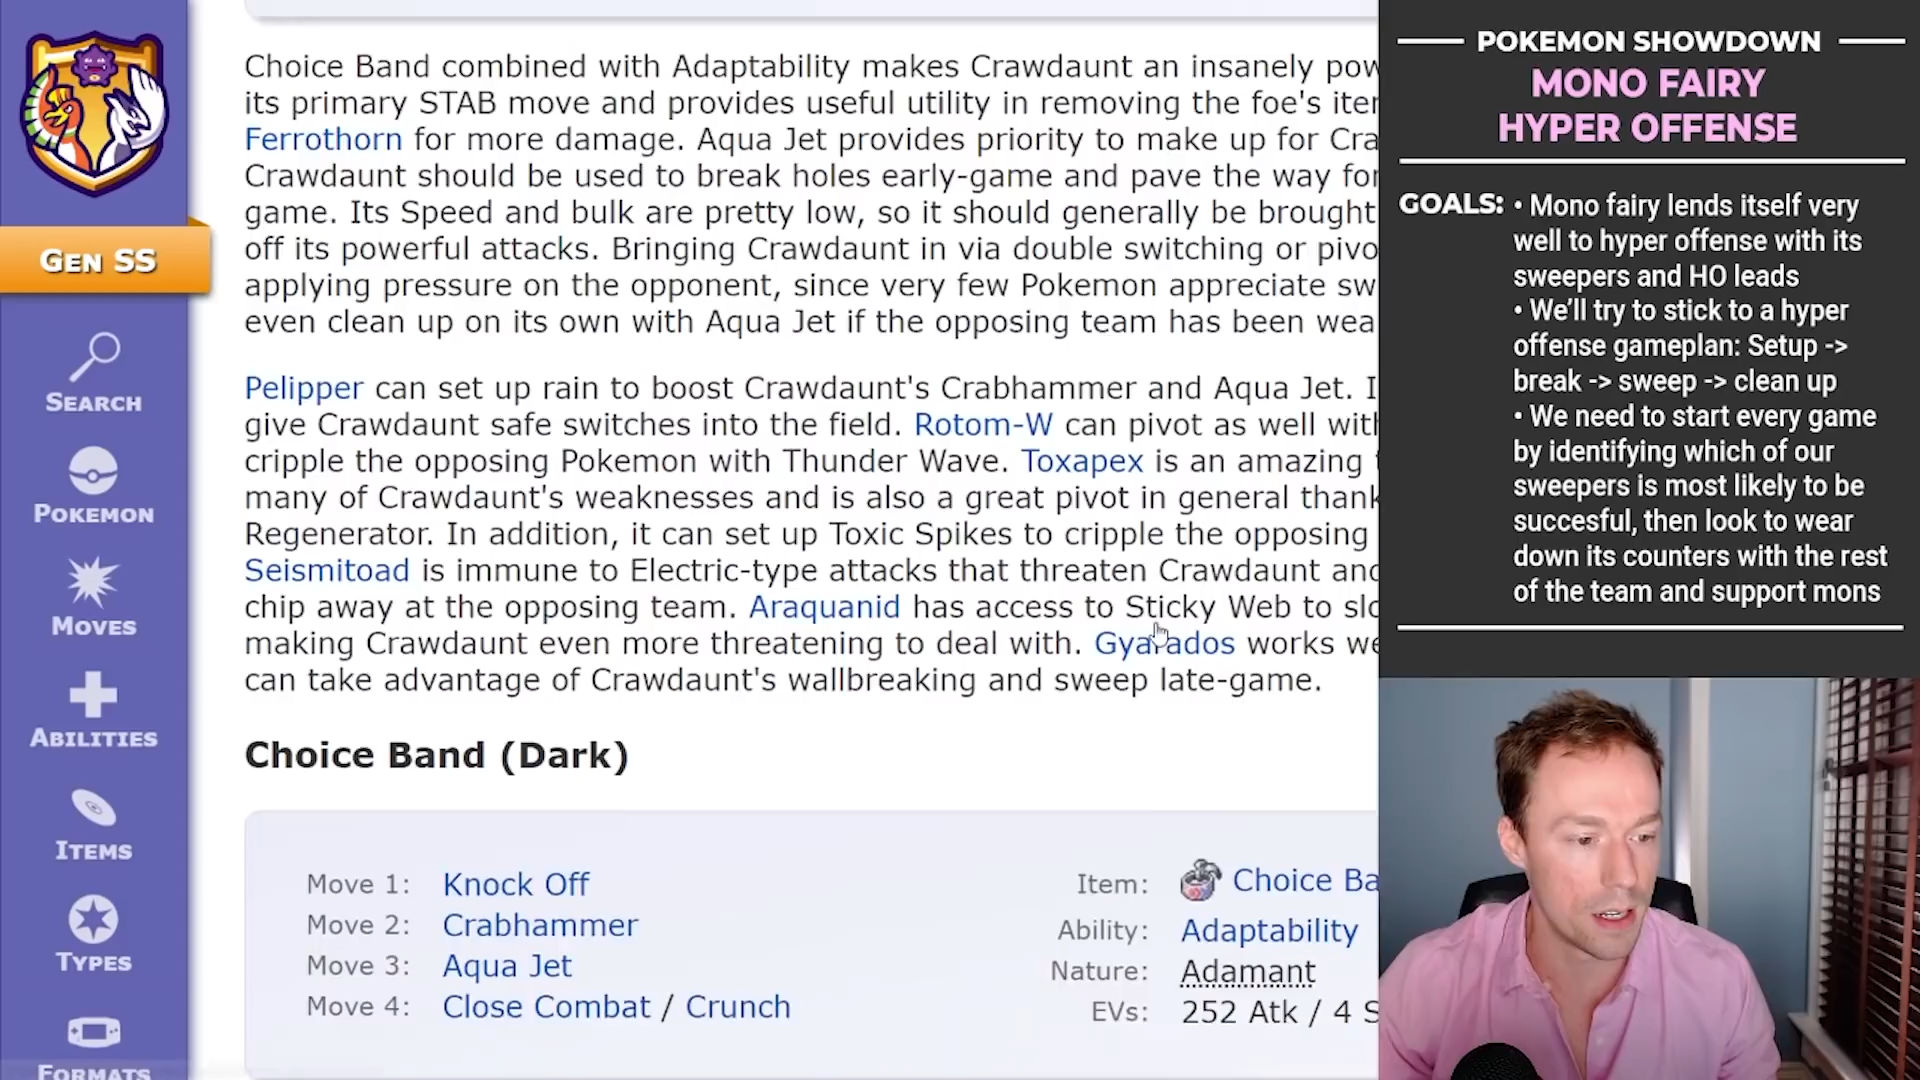 GEN SS
SEARCH
POKEMON
MOVES
ABILITIES
ITEMS
TYPES
FORMATS
Choice Band combined with Adaptability makes Crawdaunt an insanely
its primary STAB move and provides useful utility in removing the foe's
Ferrothorn for more damage. Aqua Jet provides priority to make up for
Crawdaunt should be used to break holes early-game and pave the way
game. Its Speed and bulk are pretty low, so it should generally be brought
off its powerful attacks. Bringing Crawdaunt in via double switching or
applying pressure on the opponent, since very few Pokemon appreciate
even clean up on its own with Aqua Jet if the opposing team has been
Pelipper can set up rain to boost Crawdaunt's Crabhammer and Aqua Jet.
give Crawdaunt safe switches into the field. Rotom-W can pivot as well
cripple the opposing Pokemon with Thunder Wave. Toxapex is an amazing
many of Crawdaunt's weaknesses and is also a great pivot in general
Regenerator. In addition, it can set up Toxic Spikes to cripple the opposing
Seismitoad is immune to Electric-type attacks that threaten Crawdaunt
chip away at the opposing team. Araquanid has access to Sticky Web to
making Crawdaunt even more threatening to deal with. Gyarados works
can take advantage of Crawdaunt's wallbreaking and sweep late-game.
Choice Band (Dark)
Move 1: Knock Off
Move 2: Crabhammer
Move 3: Aqua Jet
Move 4: Close Combat / Crunch
Item: Choice Ba
Ability: Adaptability
Nature: Adamant
EVs: 252 Atk / 4 S
POKEMON SHOWDOWN
MONO FAIRY
HYPER OFFENSE
GOALS: • Mono fairy lends itself very
well to hyper offense with its
sweepers and HO leads
• We'll try to stick to a hyper
offense gameplan: Setup ->
break -> sweep -> clean up
• We need to start every game
by identifying which of our
sweepers is most likely to be
succesful, then look to wear
down its counters with the rest
of the team and support mons